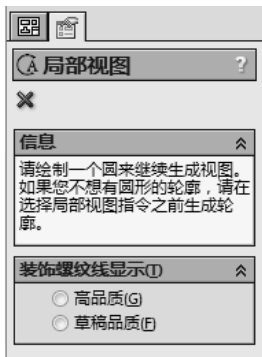 局部视图 ?
信息
请绘制一个圆来继续生成视图。
如果您不想有圆形的轮廓，请在
选择局部视图指令之前生成轮
廓。
装饰螺纹线显示(T)
高品质(G)
草稿品质(F)